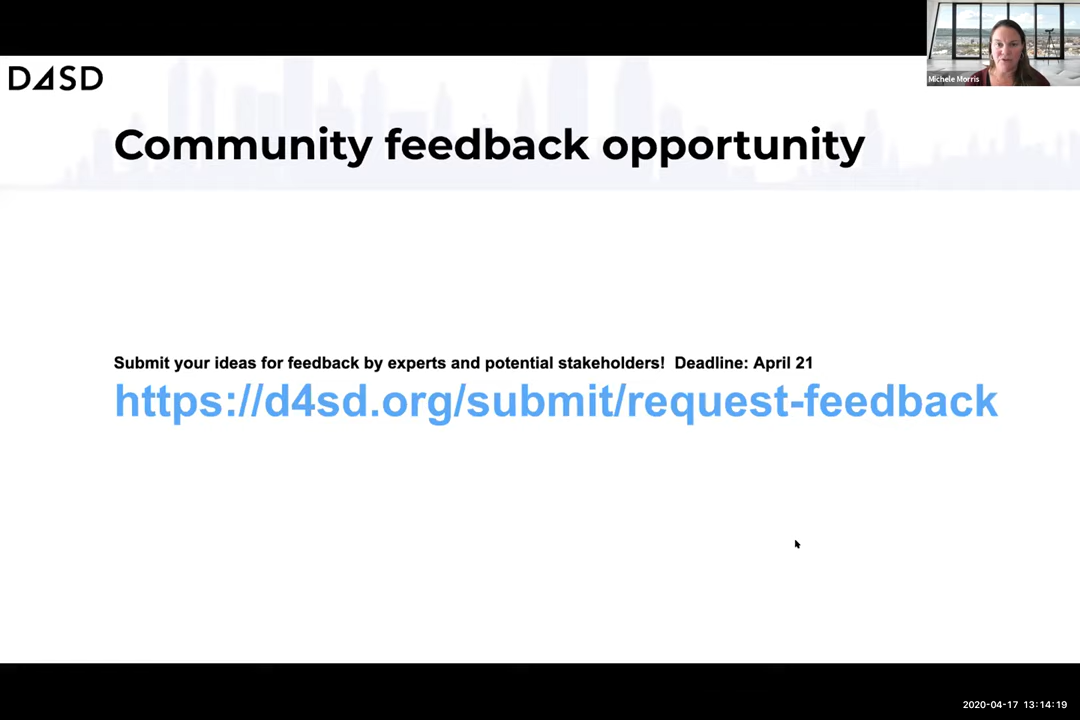 D4SD
Michele Morris
Community feedback opportunity
Submit your ideas for feedback by experts and potential stakeholders! Deadline: April 21
https://d4sd.org/submit/request-feedback
2020-04-17 13:14:19